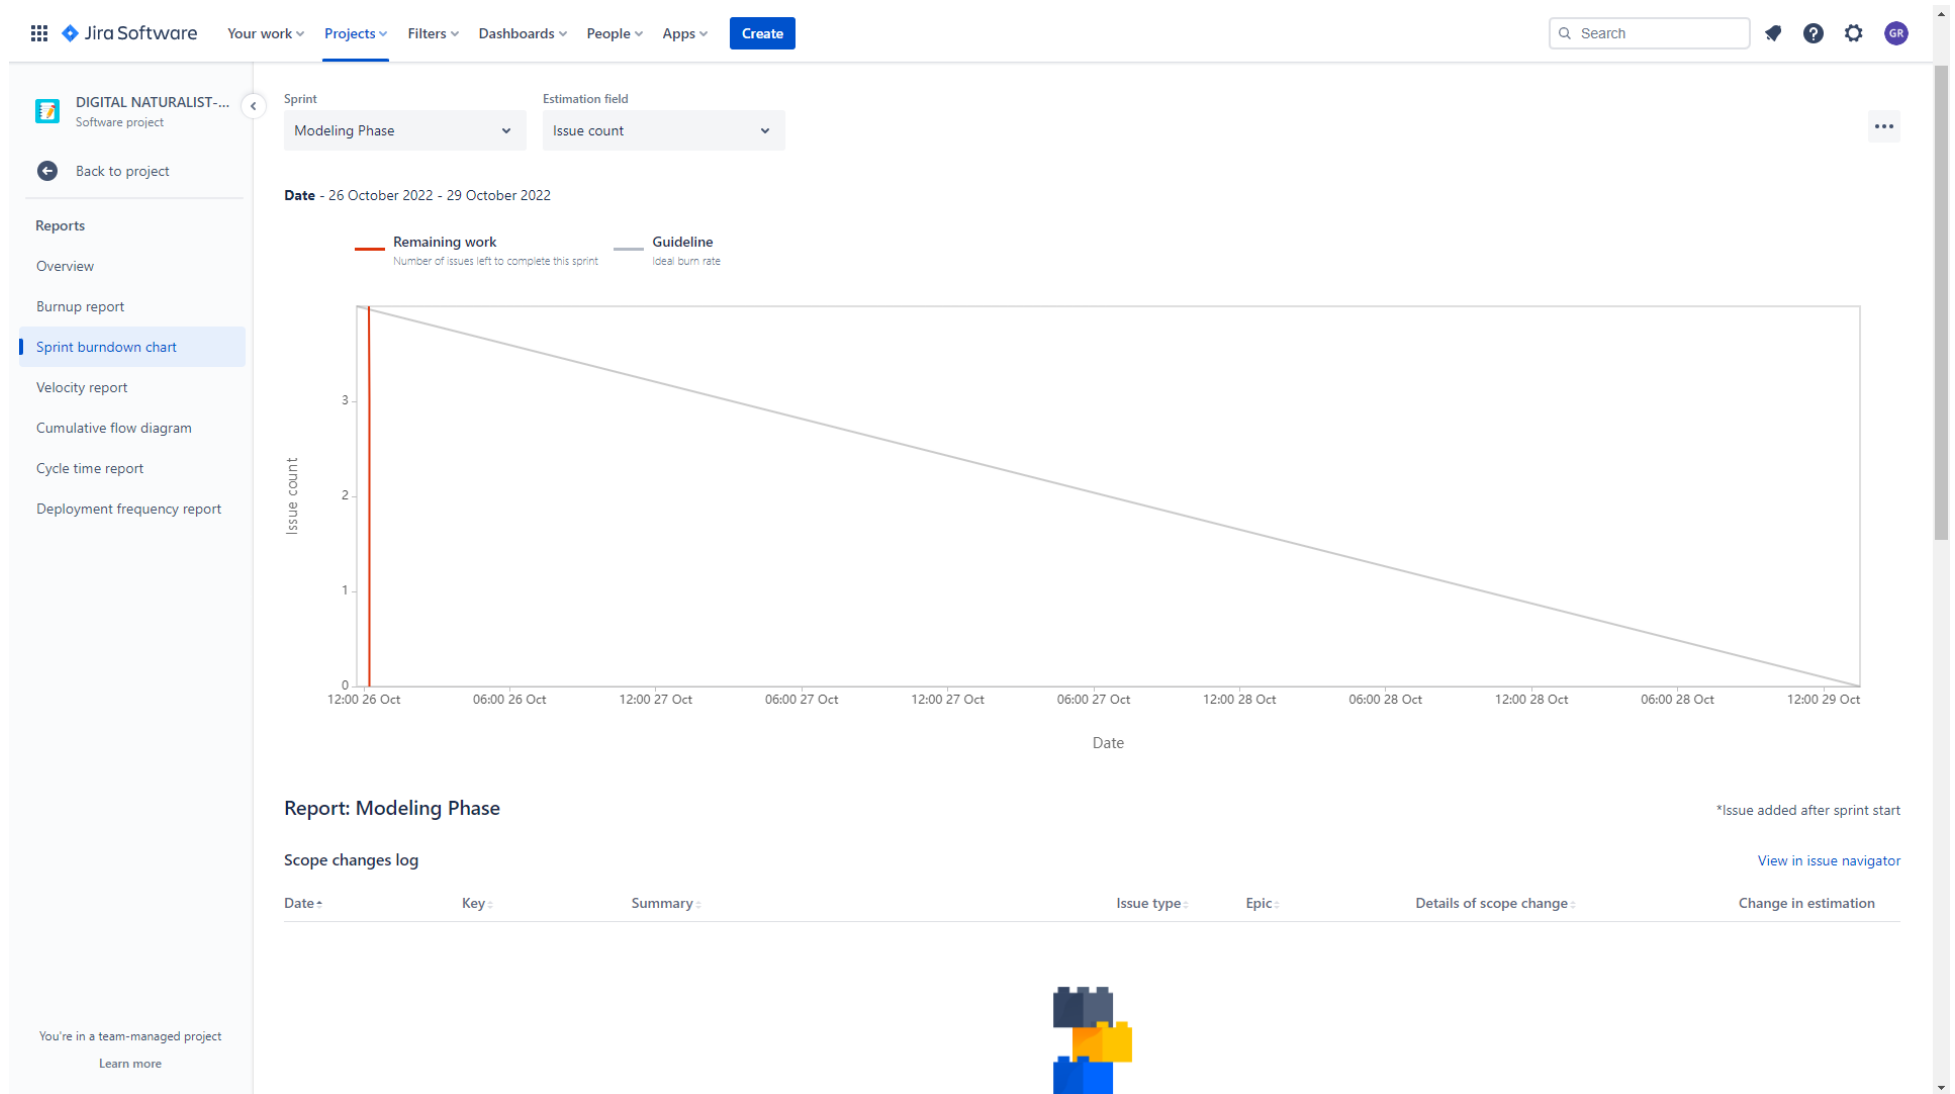 Jira Software Your work Projects Filters Dashboards People Apps Create Search GR
DIGITAL NATURALIST-...
Software project
Back to project
Reports
Overview
Burnup report
Sprint burndown chart
Velocity report
Cumulative flow diagram
Cycle time report
Deployment frequency report
You're in a team-managed project
Learn more
Sprint Estimation field
Modeling Phase Issue count
Date - 26 October 2022 - 29 October 2022
Remaining work Guideline
Number of issues left to complete this sprint Ideal burn rate
3
2
1
0
Issue count
12:00 26 Oct 06:00 26 Oct 12:00 27 Oct 06:00 27 Oct 12:00 27 Oct 06:00 27 Oct 12:00 28 Oct 06:00 28 Oct 12:00 28 Oct 06:00 28 Oct 12:00 29 Oct
Date
Report: Modeling Phase *Issue added after sprint start
Scope changes log View in issue navigator
Date Key Summary Issue type Epic Details of scope change Change in estimation